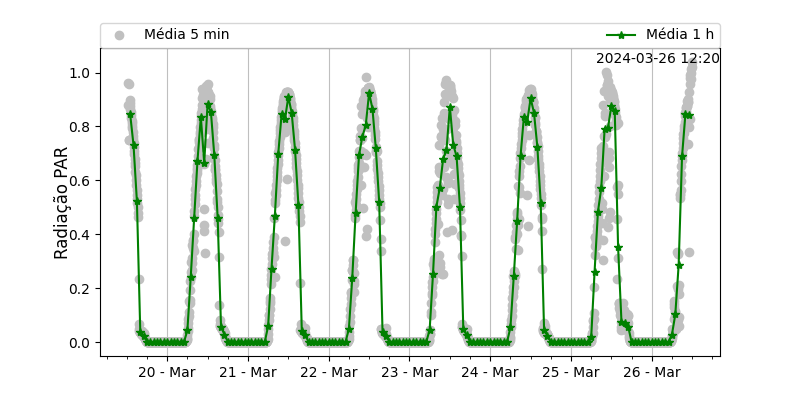 Média 5 min
Média 1 h
2024-03-26 12:20
Radiação PAR
1.0
0.8
0.6
0.4
0.2
0.0
20 - Mar
21 - Mar
22 - Mar
23 - Mar
24 - Mar
25 - Mar
26 - Mar